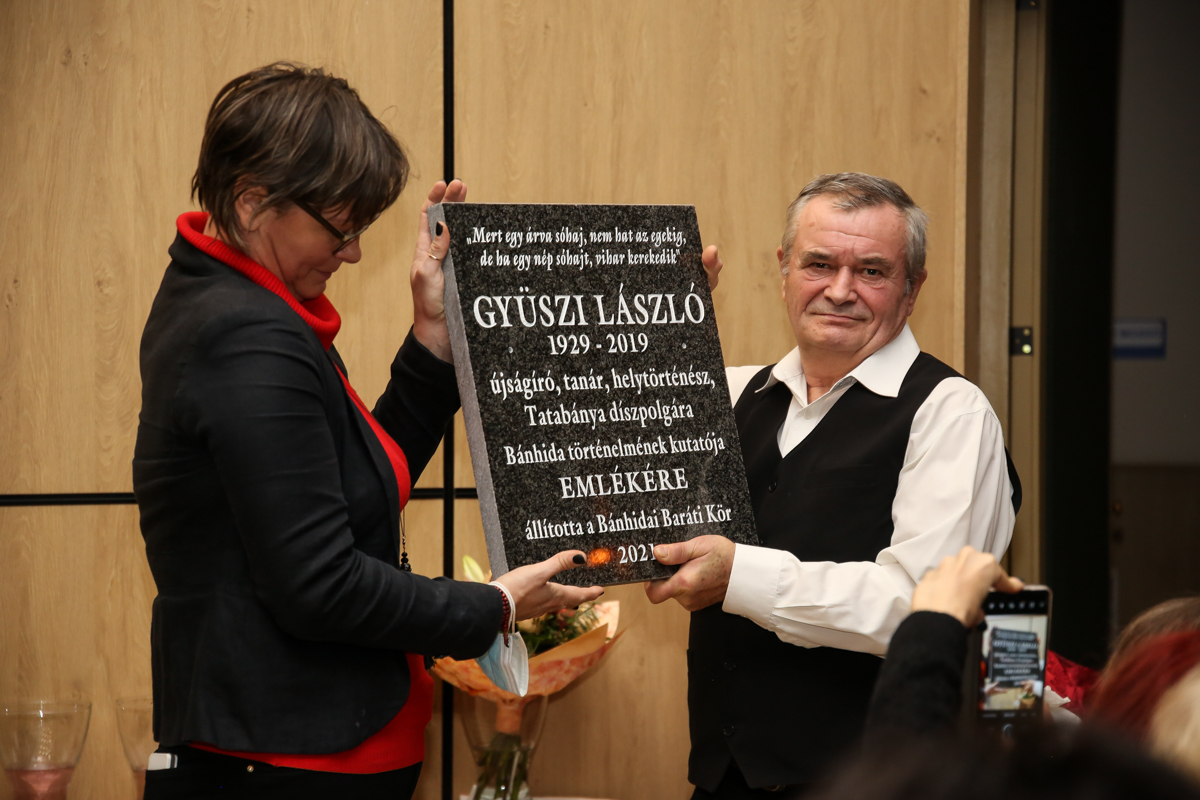 „Mert egy árva sóhaj, nem hat az egekig,
de ha egy nép sóhajt, vihar kerekedik”
GYÜSZI LÁSZLÓ
1929 - 2019
újságíró, tanár, helytörténész,
Tatabánya díszpolgára
Bánhida történelmének kutatója
EMLÉKÉRE
állította a Bánhidai Baráti Kör
2021